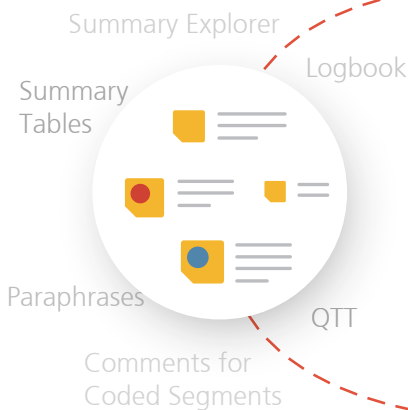 Summary Explorer
Logbook
Summary
Tables
Paraphrases
QTT
Comments for
Coded Segments